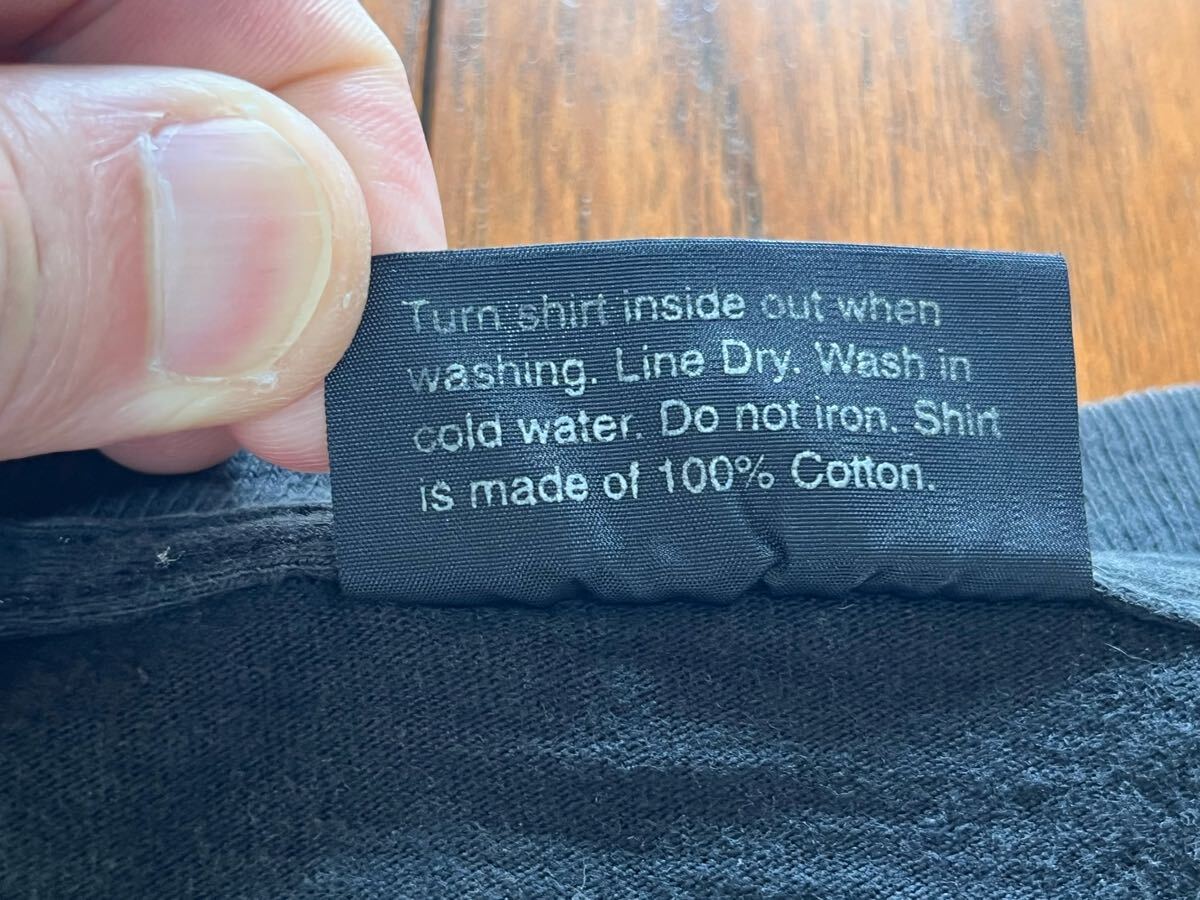 Turn shirt inside out when
washing. Line Dry. Wash in
cold water. Do not iron. Shirt
is made of 100% Cotton.